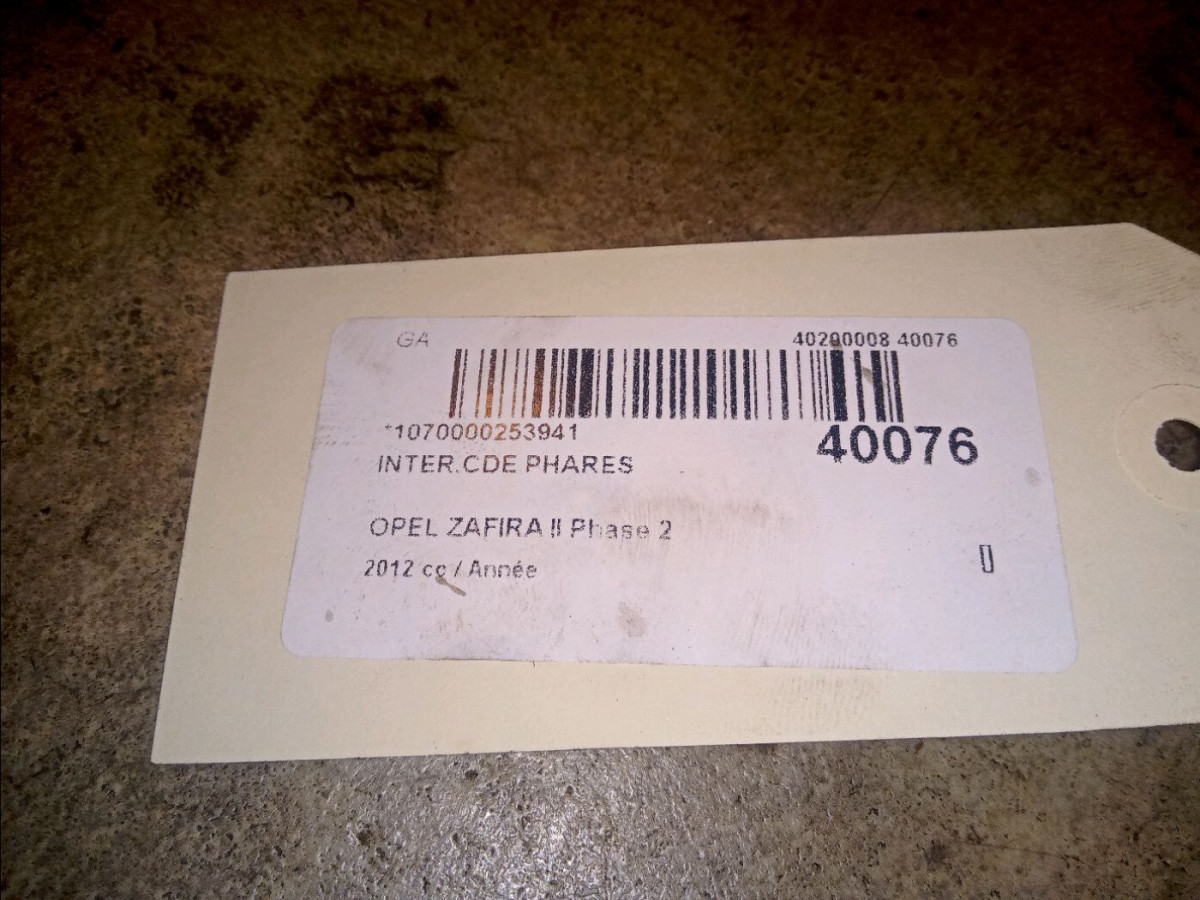 GA 40200008 40076
*1070000253941
40076
INTER.CDE PHARES
OPEL ZAFIRA II Phase 2
2012 cc / Année